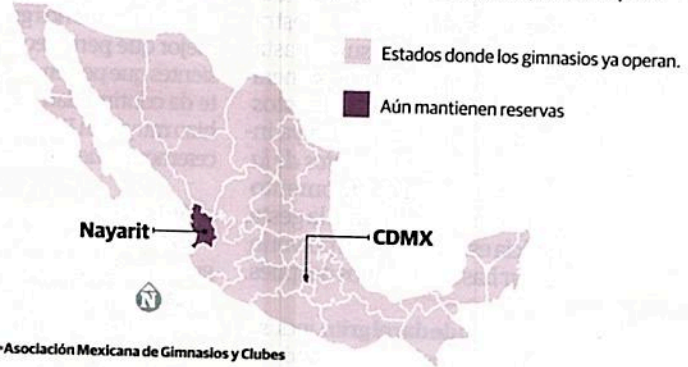 Estados donde los gimnasios ya operan.
Aún mantienen reservas
Nayarit
CDMX
N
Asociación Mexicana de Gimnasios y Clubes